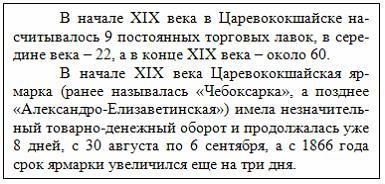 В начале XIX века в Царевококшайске на-
считывалось 9 постоянных торговых лавок, в сере-
дине века – 22, а в конце XIX века – около 60.
В начале XIX века Царевококшайская яр-
марка (ранее называлась «Чебоксарка», а позднее
«Александро-Елизаветинская») имела незначитель-
ный товарно-денежный оборот и продолжалась уже
8 дней, с 30 августа по 6 сентября, а с 1866 года
срок ярмарки увеличился еще на три дня.